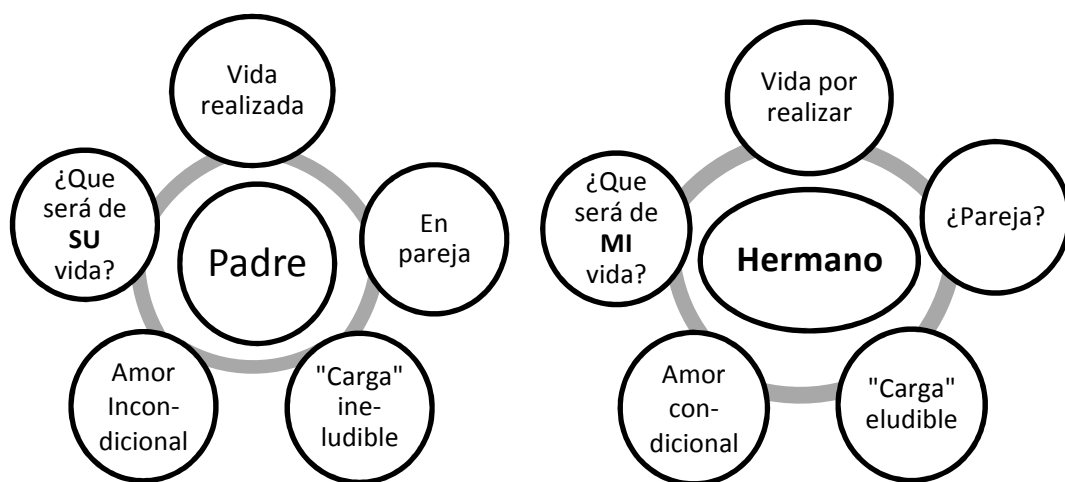 Vida
realizada
¿Que
será de
SU
vida?
Padre
En
pareja
Amor
Incon-
dicional
"Carga"
ine-
ludible
Vida por
realizar
¿Que
será de
MI
vida?
Hermano
¿Pareja?
Amor
con-
dicional
"Carga"
eludible